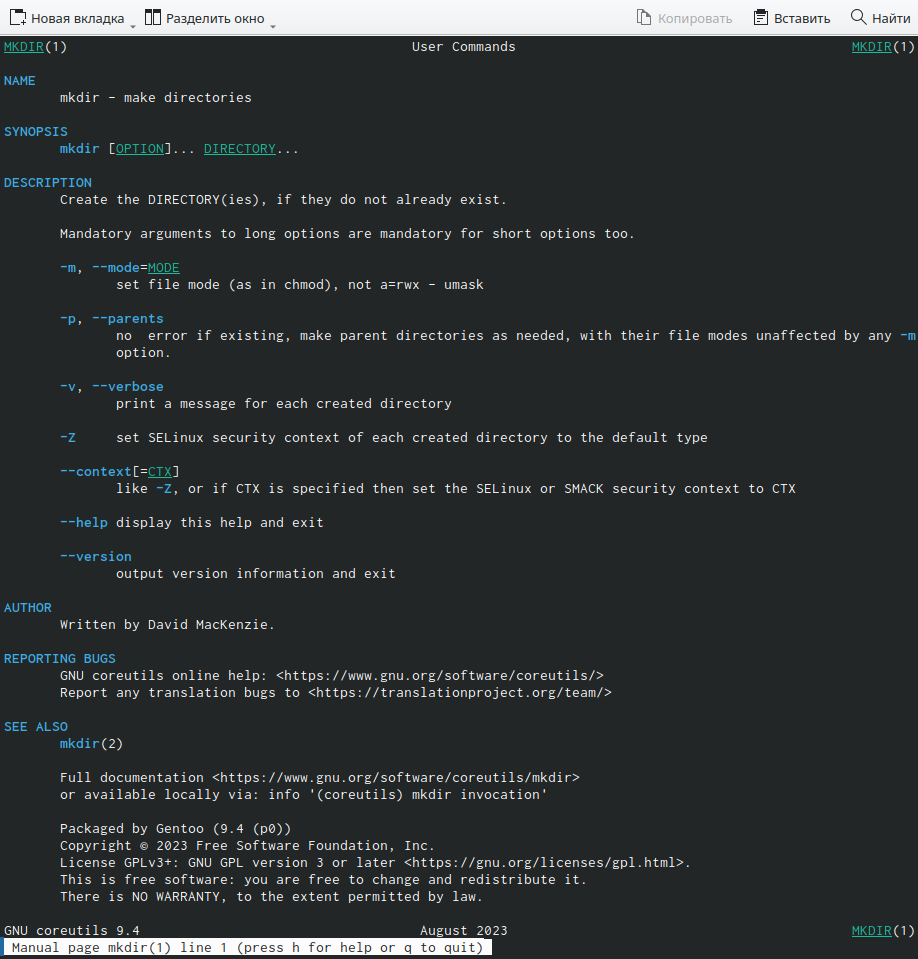 Новая вкладка Разделить окно Копировать Вставить Найти
MKDIR(1) User Commands MKDIR(1)
NAME
mkdir - make directories
SYNOPSIS
mkdir [OPTION]... DIRECTORY...
DESCRIPTION
Create the DIRECTORY(ies), if they do not already exist.
Mandatory arguments to long options are mandatory for short options too.
-m, --mode=MODE
set file mode (as in chmod), not a=rwx - umask
-p, --parents
no  error if existing, make parent directories as needed, with their file modes unaffected by any -m
option.
-v, --verbose
print a message for each created directory
-Z set SELinux security context of each created directory to the default type
--context[=CTX]
like -Z, or if CTX is specified then set the SELinux or SMACK security context to CTX
--help display this help and exit
--version
output version information and exit
AUTHOR
Written by David MacKenzie.
REPORTING BUGS
GNU coreutils online help: <https://www.gnu.org/software/coreutils/>
Report any translation bugs to <https://translationproject.org/team/>
SEE ALSO
mkdir(2)
Full documentation <https://www.gnu.org/software/coreutils/mkdir>
or available locally via: info '(coreutils) mkdir invocation'
Packaged by Gentoo (9.4 (p0))
Copyright © 2023 Free Software Foundation, Inc.
License GPLv3+: GNU GPL version 3 or later <https://gnu.org/licenses/gpl.html>.
This is free software: you are free to change and redistribute it.
There is NO WARRANTY, to the extent permitted by law.
GNU coreutils 9.4 August 2023 MKDIR(1)
Manual page mkdir(1) line 1 (press h for help or q to quit)